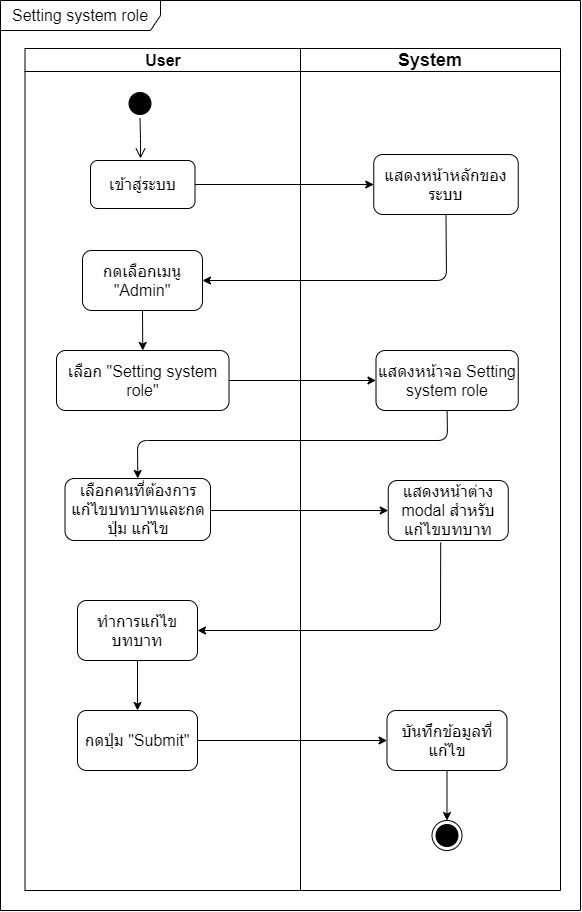 Setting system role
User
System
เข้าสู่ระบบ
แสดงหน้าหลักของ
ระบบ
กดเลือกเมนู
"Admin"
เลือก "Setting system
role"
แสดงหน้าจอ Setting
system role
เลือกคนที่ต้องการ
แก้ไขบทบาทและกด
ปุ่ม แก้ไข
แสดงหน้าต่าง
modal สำหรับ
แก้ไขบทบาท
ทำการแก้ไข
บทบาท
กดปุ่ม "Submit"
บันทึกข้อมูลที่
แก้ไข